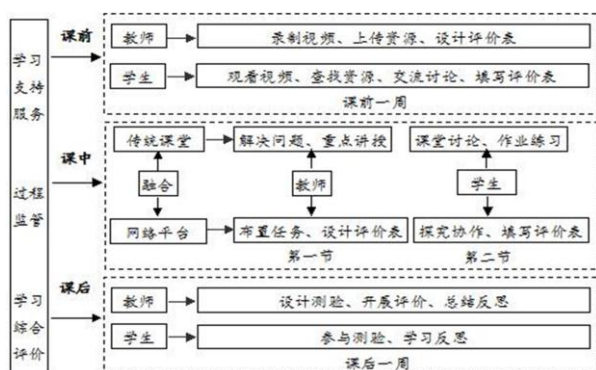 学习
支持
服务
过程
监管
学习
综合
评价
课前
教师
录制视频、上传资源、设计评价表
学生
观看视频、查找资源、交流讨论、填写评价表
课前一周
课中
传统课堂
解决问题、重点讲授
课堂讨论、作业练习
融合
教师
学生
网络平台
布置任务、设计评价表
探究协作、填写评价表
第一节
第二节
课后
教师
设计测验、开展评价、总结反思
学生
参与测验、学习反思
课后一周